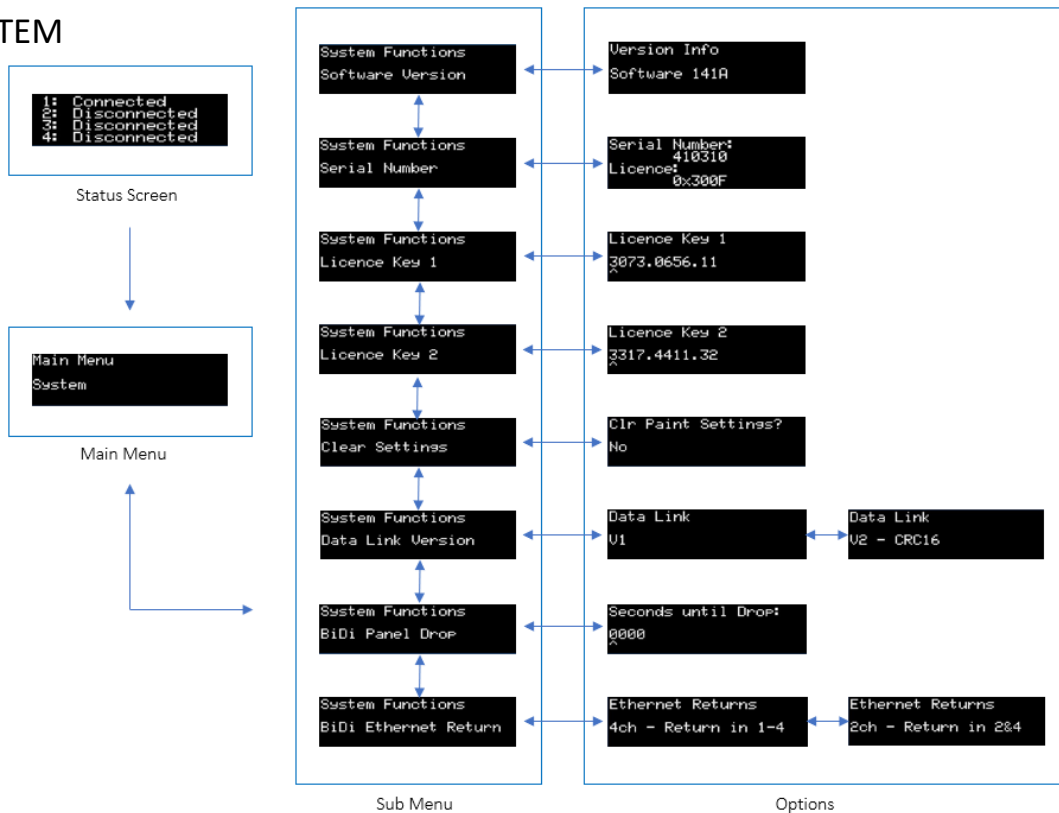 TEM
1: Connected
2: Disconnected
3: Disconnected
4: Disconnected
Status Screen
Main Menu
System
Main Menu
System Functions
Software Version
System Functions
Serial Number
System Functions
Licence Key 1
System Functions
Licence Key 2
System Functions
Clear Settings
System Functions
Data Link Version
System Functions
BiDi Panel Drop
System Functions
BiDi Ethernet Return
Sub Menu
Version Info
Software 141A
Serial Number:
410310
Licence:
0x300F
Licence Key 1
3073.0656.11
^
Licence Key 2
3317.4411.32
^
Clr Paint Settings?
No
Data Link
V1
Data Link
V2 - CRC16
Seconds until Drop:
0000
^
Ethernet Returns
4ch - Return in 1-4
Ethernet Returns
2ch - Return in 2&4
Options